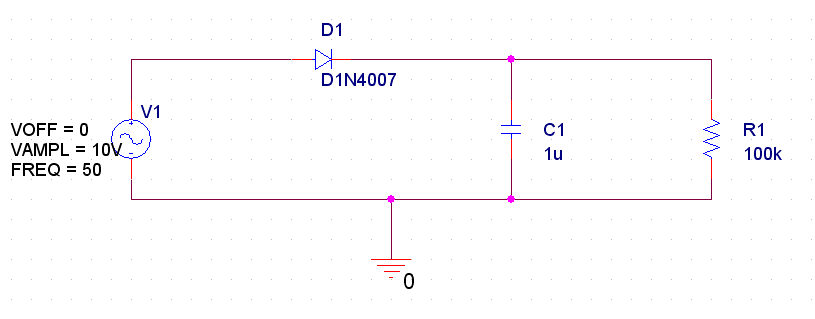 D1
D1N4007
V1
VOFF = 0
VAMPL = 10V
FREQ = 50
C1
1u
R1
100k
0